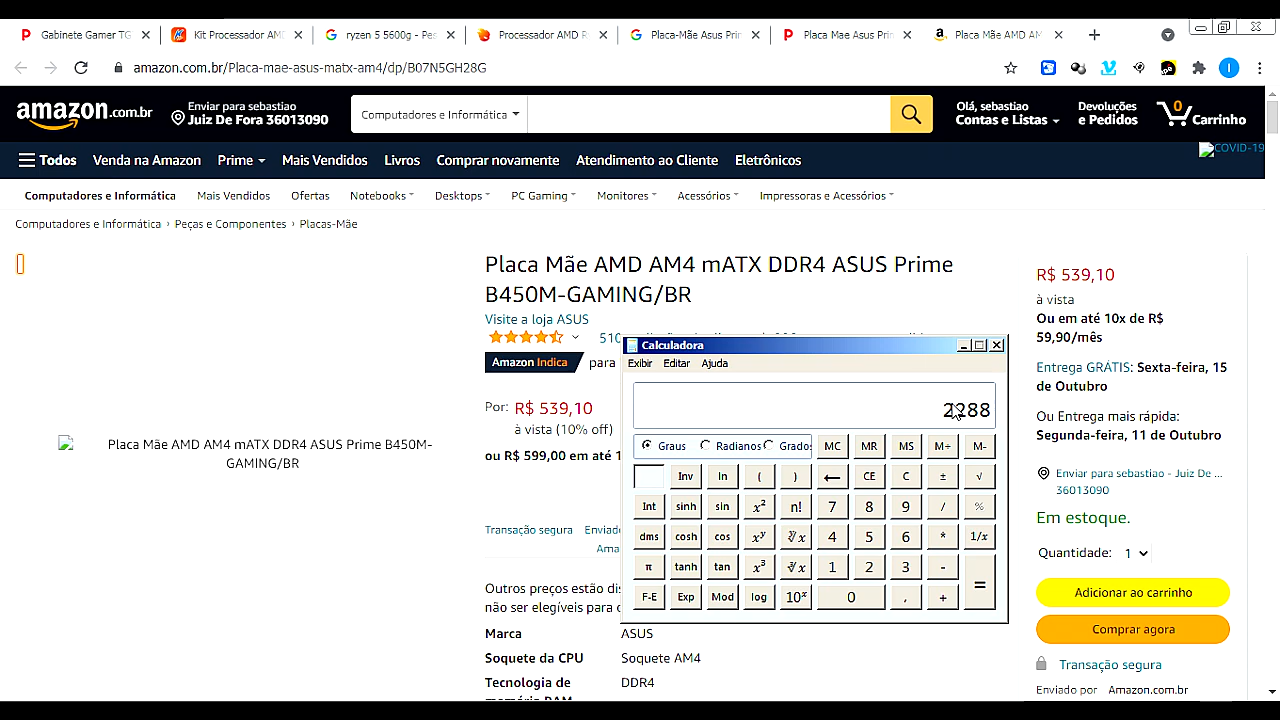 Gabinete Gamer TG
Kit Processador AMD
ryzen 5 5600g - Pes
Processador AMD R
Placa-Mãe Asus Prin
Placa Mae Asus Prin
Placa Mãe AMD AM
amazon.com.br/Placa-mae-asus-matx-am4/dp/B07N5GH28G
amazon.com.br
Enviar para sebastiao
Juiz De Fora 36013090
Computadores e Informática
Olá, sebastiao
Contas e Listas
Devoluções
e Pedidos
0
Carrinho
Todos
Venda na Amazon
Prime
Mais Vendidos
Livros
Comprar novamente
Atendimento ao Cliente
Eletrônicos
COVID-19
Computadores e Informática
Mais Vendidos
Ofertas
Notebooks
Desktops
PC Gaming
Monitores
Acessórios
Impressoras e Acessórios
Computadores e Informática › Peças e Componentes › Placas-Mãe
Placa Mãe AMD AM4 mATX DDR4 ASUS Prime B450M-
GAMING/BR
Placa Mãe AMD AM4 mATX DDR4 ASUS Prime
B450M-GAMING/BR
Visite a loja ASUS
510
Amazon Indica para
Por: R$ 539,10
à vista (10% off)
ou R$ 599,00 em até 1
Transação segura Enviado
Ama
Outros preços estão dis
não ser elegíveis para o
Marca ASUS
Soquete da CPU Soquete AM4
Tecnologia de DDR4
memória RAM
Calculadora
Exibir Editar Ajuda
2288
Graus Radianos Grados MC MR MS M+ M-
Inv ln ( ) ← CE C ± √
Int sinh sin x² n! 7 8 9 / %
dms cosh cos xʸ ʸ√x 4 5 6 * 1/x
π tanh tan x³ ³√x 1 2 3 - =
F-E Exp Mod log 10ˣ 0 , +
R$ 539,10
à vista
Ou em até 10x de R$
59,90/mês
Entrega GRÁTIS: Sexta-feira, 15
de Outubro
Ou Entrega mais rápida:
Segunda-feira, 11 de Outubro
Enviar para sebastiao - Juiz De ...
36013090
Em estoque.
Quantidade: 1
Adicionar ao carrinho
Comprar agora
Transação segura
Enviado por Amazon.com.br